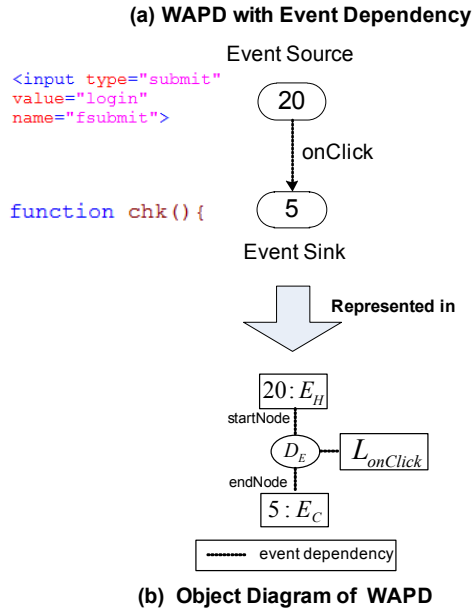 (a) WAPD with Event Dependency
Event Source
<input type="submit"
value="login"
name="fsubmit">
20
onClick
function chk(){
5
Event Sink
Represented in
20: E_H
startNode
D_E
L_onClick
endNode
5 : E_C
event dependency
(b) Object Diagram of WAPD